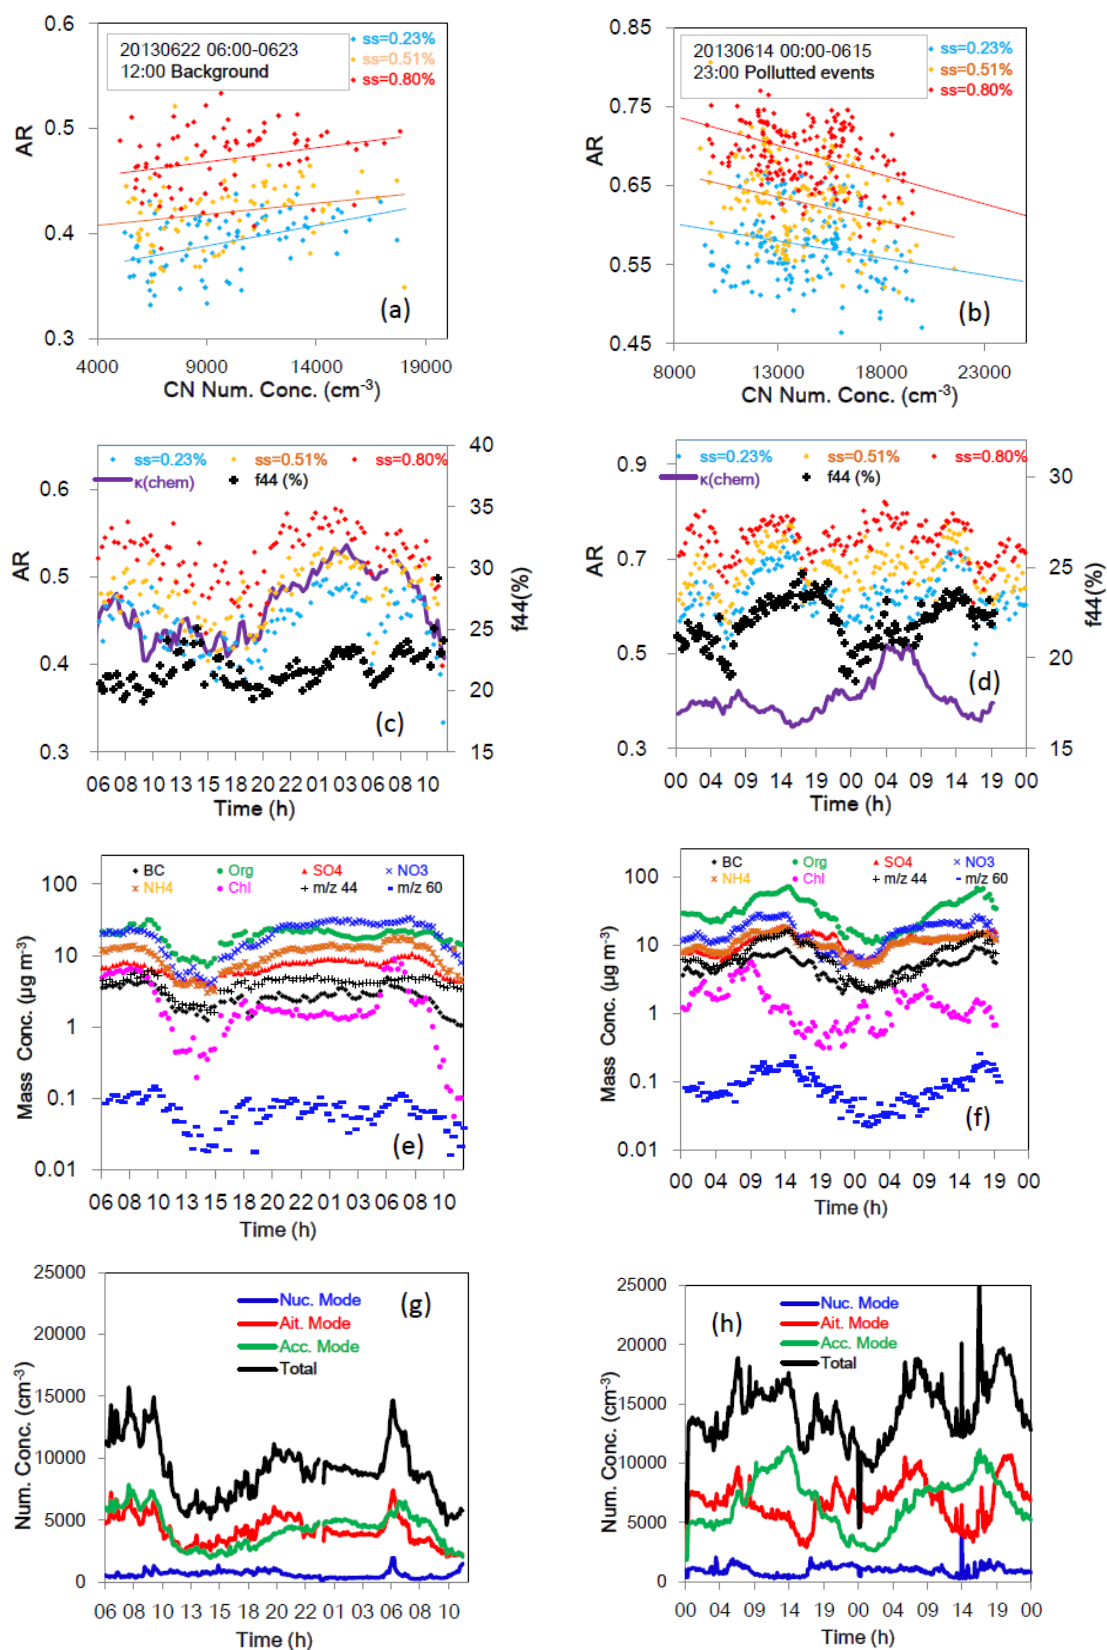 0.6
0.5
0.4
0.3
AR
20130622 06:00-0623
12:00 Background
ss=0.23%
ss=0.51%
ss=0.80%
(a)
4000 9000 14000 19000
CN Num. Conc. (cm-3)
0.85
0.75
0.65
0.55
0.45
AR
20130614 00:00-0615
23:00 Pollutted events
ss=0.23%
ss=0.51%
ss=0.80%
(b)
8000 13000 18000 23000
CN Num. Conc. (cm-3)
0.6
0.5
0.4
0.3
AR
ss=0.23% ss=0.51% ss=0.80%
κ(chem) f44 (%)
40
35
30
25
20
15
f44(%)
(c)
06 08 10 13 15 17 20 22 01 03 06 08 10
Time (h)
0.9
0.7
0.5
0.3
AR
ss=0.23% ss=0.51% ss=0.80%
κ(chem) f44 (%)
30
25
20
15
f44(%)
(d)
00 04 09 14 19 00 04 09 14 19 00
Time (h)
100
10
1
0.1
0.01
Mass Conc. (μg m-3)
BC Org SO4 NO3
NH4 Chl m/z 44 m/z 60
(e)
06 08 10 13 15 17 20 22 01 03 06 08 10
Time (h)
100
10
1
0.1
0.01
Mass Conc. (μg m-3)
BC Org SO4 NO3
NH4 Chl m/z 44 m/z 60
(f)
00 04 09 14 19 00 04 09 14 19 00
Time (h)
25000
20000
15000
10000
5000
0
Num. Conc. (cm-3)
Nuc. Mode
Ait. Mode
Acc. Mode
Total
(g)
06 08 10 13 15 17 20 22 01 03 06 08 10
Time (h)
25000
20000
15000
10000
5000
0
Num. Conc. (cm-3)
Nuc. Mode
Ait. Mode
Acc. Mode
Total
(h)
00 04 09 14 19 00 04 09 14 19 00
Time (h)